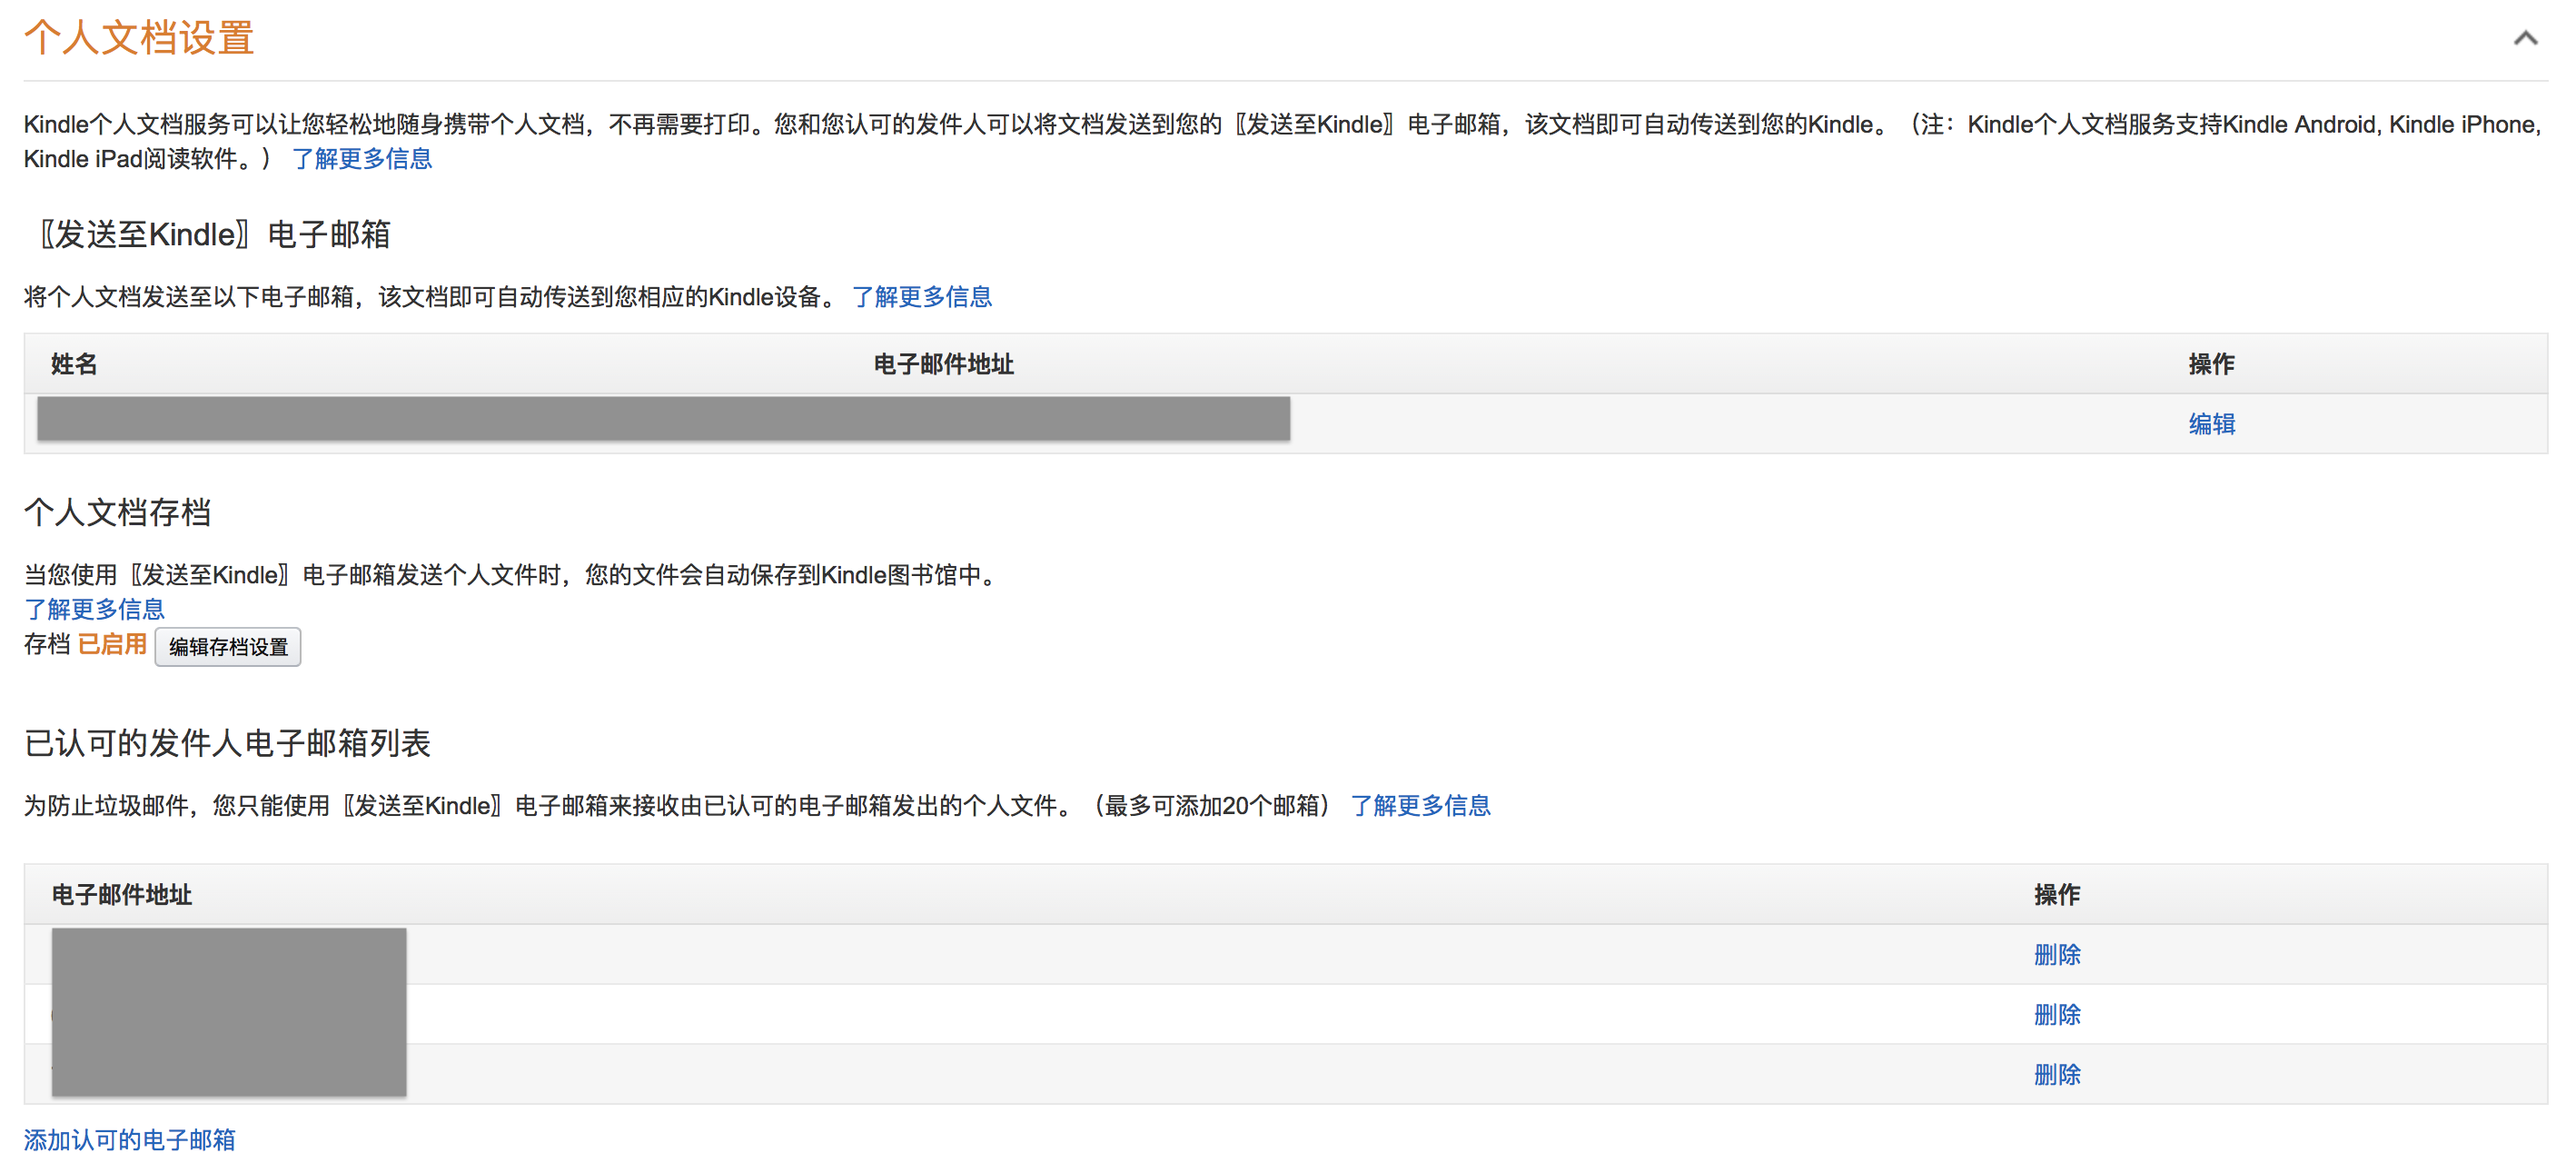 个人文档设置
Kindle个人文档服务可以让您轻松地随身携带个人文档，不再需要打印。您和您认可的发件人可以将文档发送到您的〖发送至Kindle〗电子邮箱，该文档即可自动传送到您的Kindle。（注：Kindle个人文档服务支持Kindle Android, Kindle iPhone,
Kindle iPad阅读软件。） 了解更多信息
〖发送至Kindle〗电子邮箱
将个人文档发送至以下电子邮箱，该文档即可自动传送到您相应的Kindle设备。 了解更多信息
姓名 电子邮件地址 操作
编辑
个人文档存档
当您使用〖发送至Kindle〗电子邮箱发送个人文件时，您的文件会自动保存到Kindle图书馆中。
了解更多信息
存档 已启用 编辑存档设置
已认可的发件人电子邮箱列表
为防止垃圾邮件，您只能使用〖发送至Kindle〗电子邮箱来接收由已认可的电子邮箱发出的个人文件。（最多可添加20个邮箱） 了解更多信息
电子邮件地址 操作
删除
删除
删除
添加认可的电子邮箱